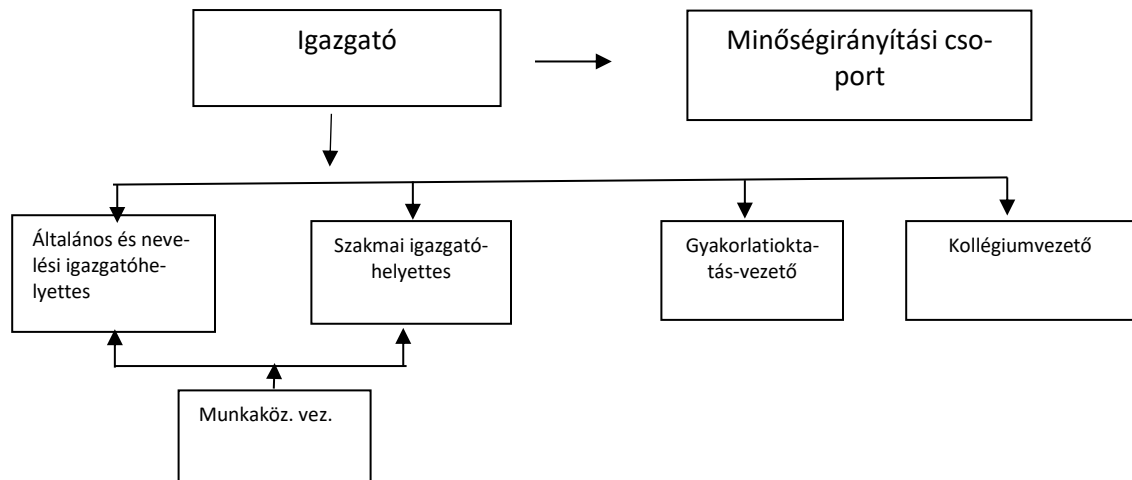 Igazgató
Minőségirányítási cso-
port
Általános és neve-
lési igazgatóhe-
lyettes
Szakmai igazgató-
helyettes
Gyakorlatiokta-
tás-vezető
Kollégiumvezető
Munkaköz. vez.